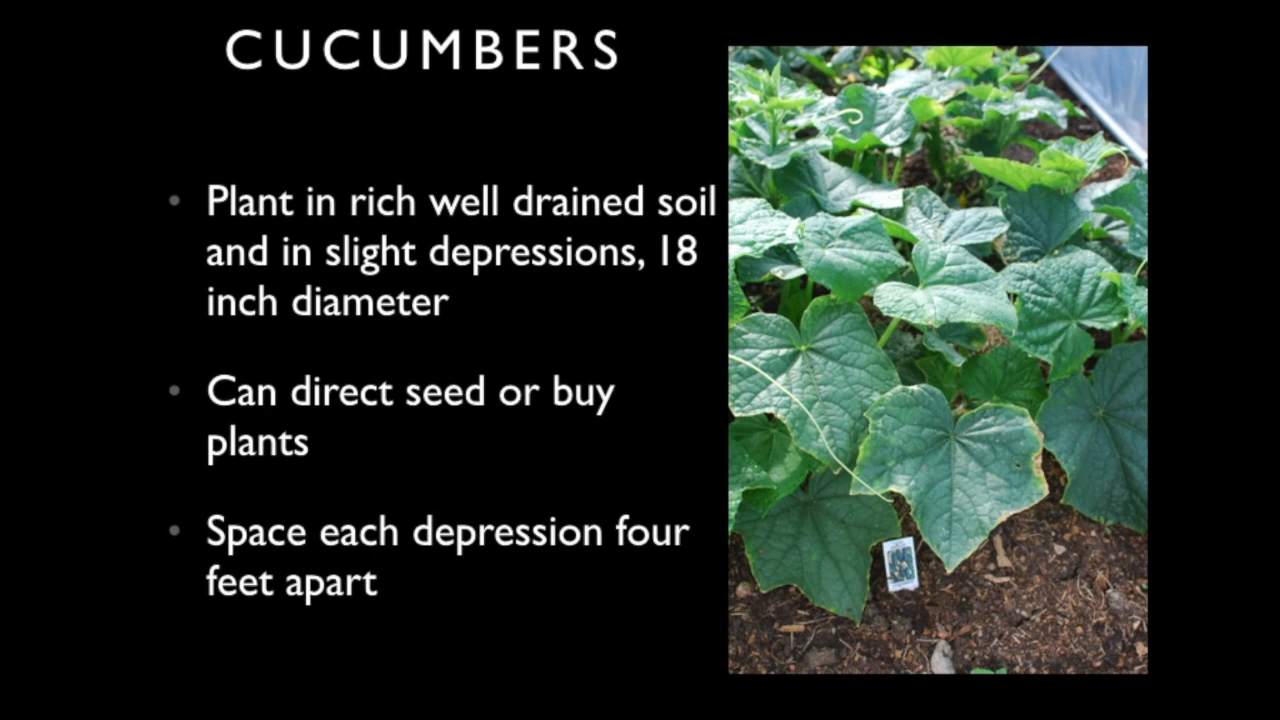 CUCUMBERS
• Plant in rich well drained soil
and in slight depressions, 18
inch diameter
• Can direct seed or buy
plants
• Space each depression four
feet apart